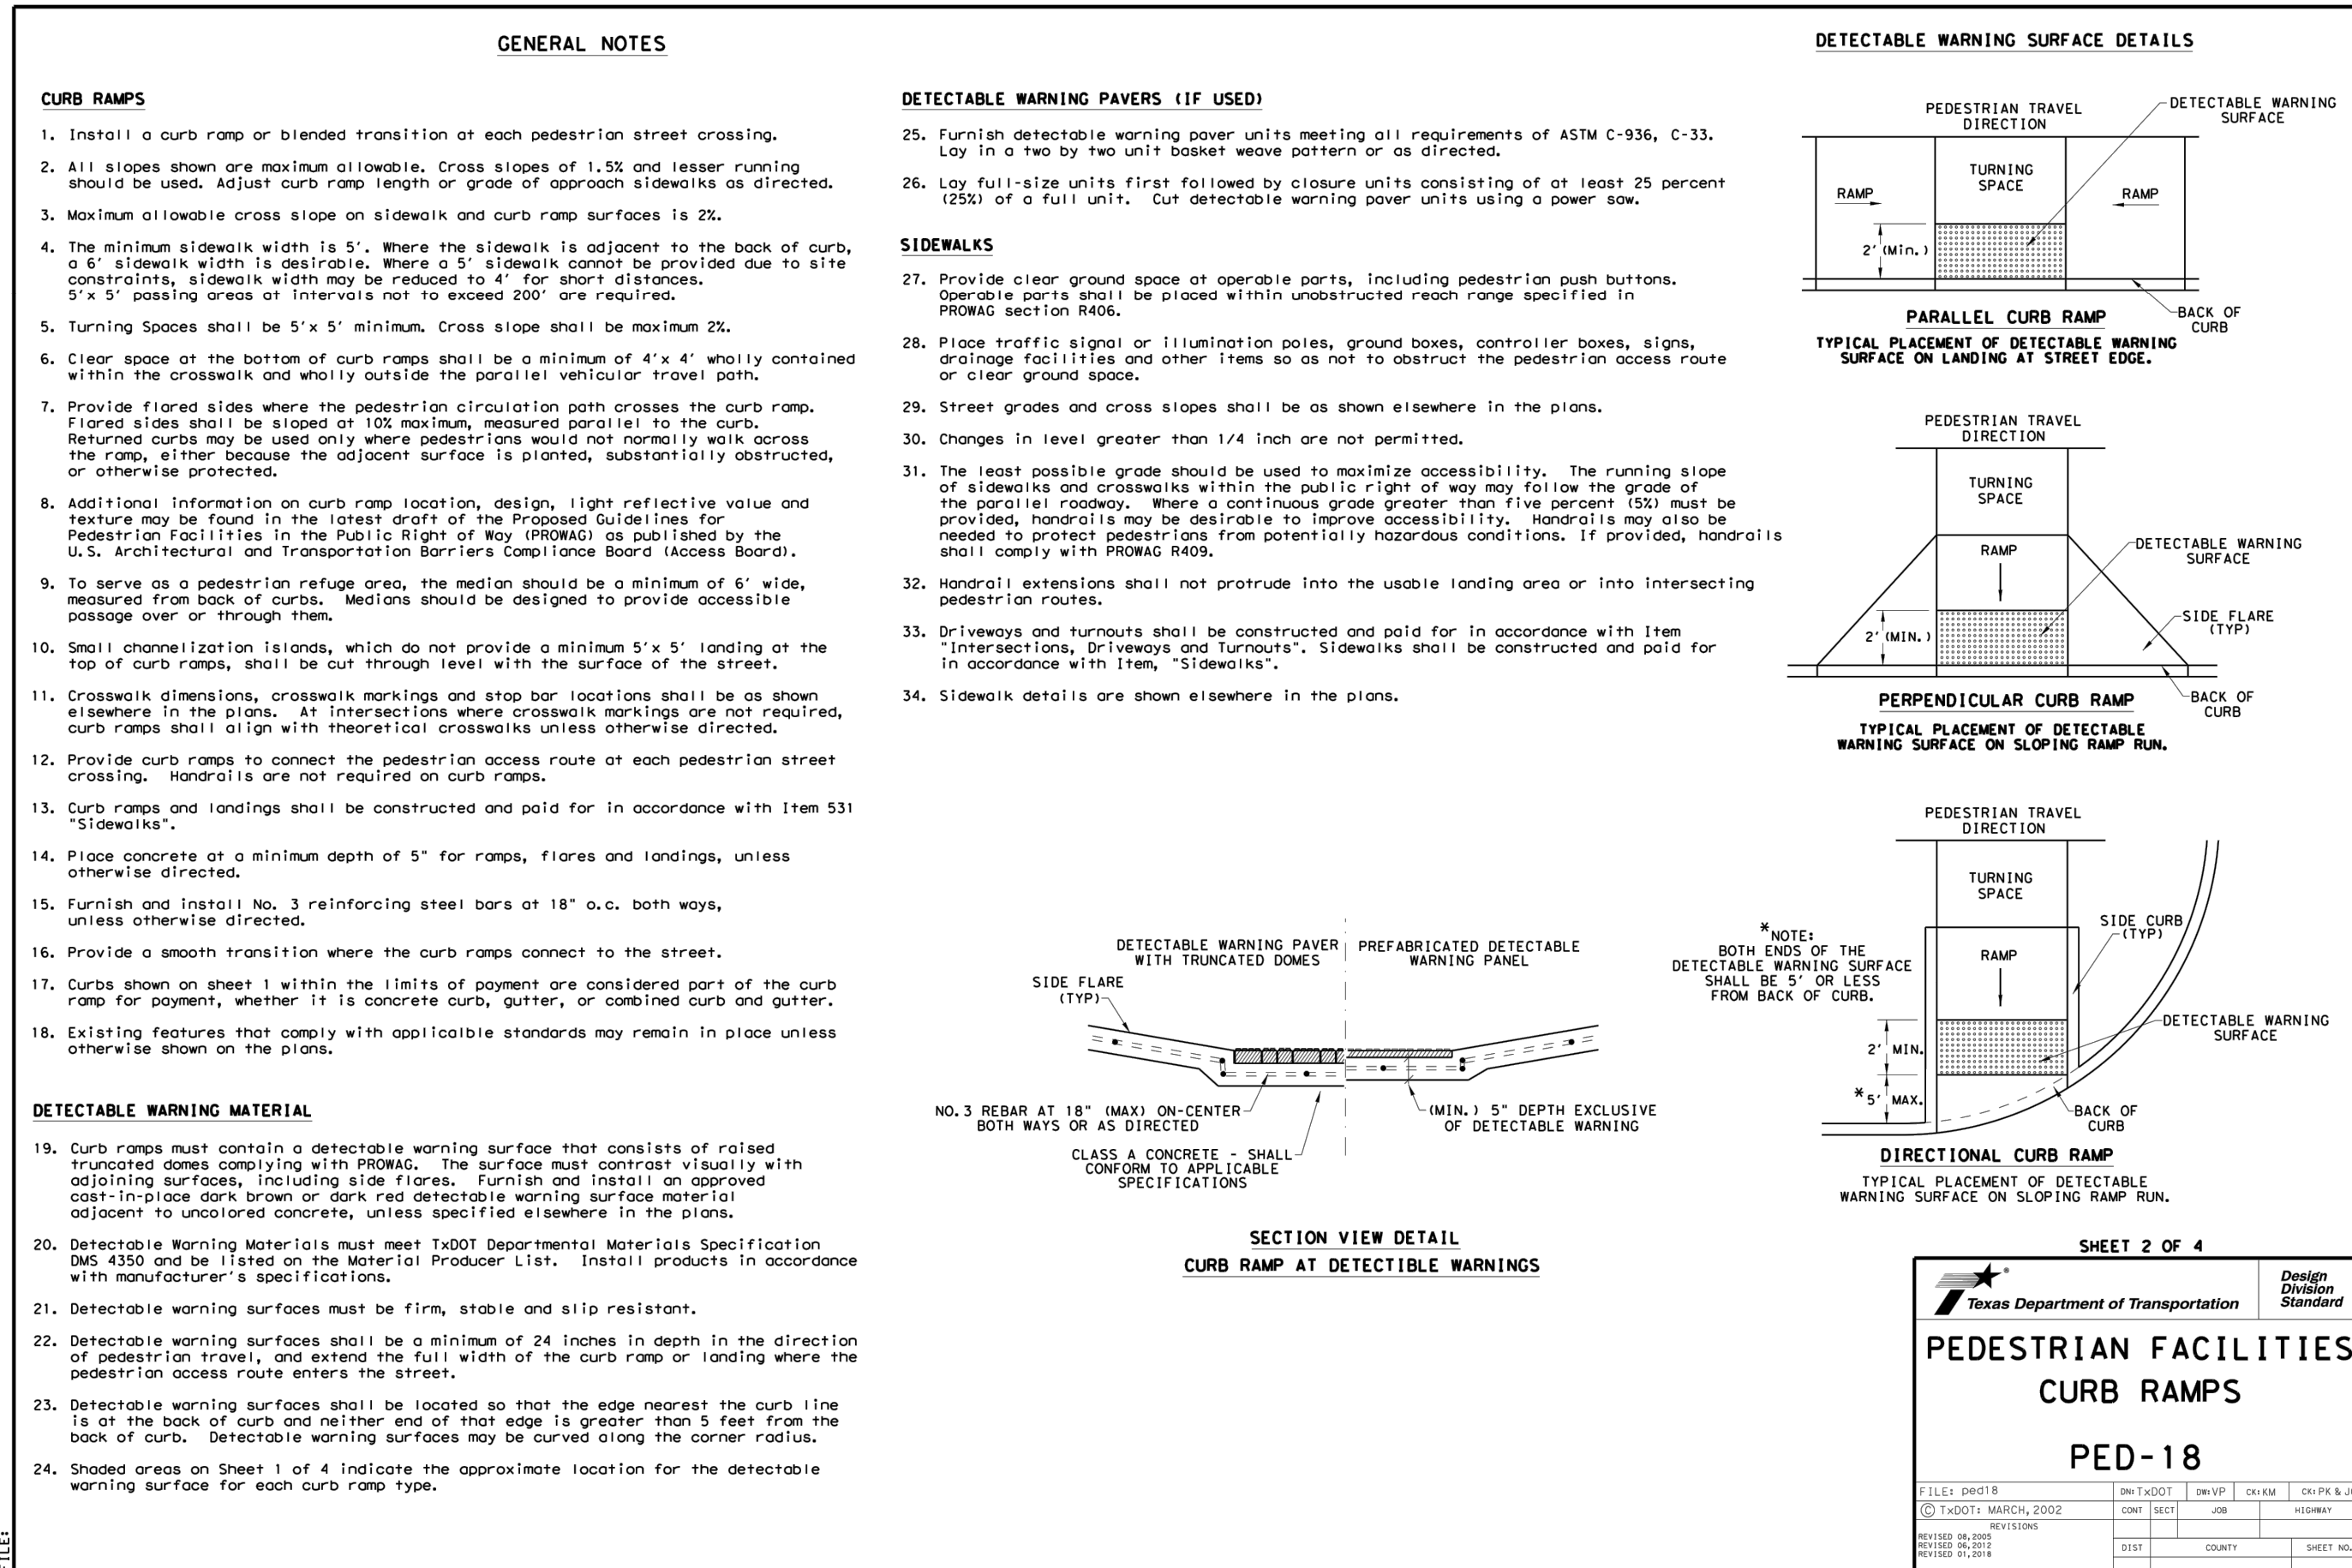 GENERAL NOTES
CURB RAMPS
1. Install a curb ramp or blended transition at each pedestrian street crossing.
2. All slopes shown are maximum allowable. Cross slopes of 1.5% and lesser running
should be used. Adjust curb ramp length or grade of approach sidewalks as directed.
3. Maximum allowable cross slope on sidewalk and curb ramp surfaces is 2%.
4. The minimum sidewalk width is 5'. Where the sidewalk is adjacent to the back of curb,
a 6' sidewalk width is desirable. Where a 5' sidewalk cannot be provided due to site
constraints, sidewalk width may be reduced to 4' for short distances.
5'x 5' passing areas at intervals not to exceed 200' are required.
5. Turning Spaces shall be 5'x 5' minimum. Cross slope shall be maximum 2%.
6. Clear space at the bottom of curb ramps shall be a minimum of 4'x 4' wholly contained
within the crosswalk and wholly outside the parallel vehicular travel path.
7. Provide flared sides where the pedestrian circulation path crosses the curb ramp.
Flared sides shall be sloped at 10% maximum, measured parallel to the curb.
Returned curbs may be used only where pedestrians would not normally walk across
the ramp, either because the adjacent surface is planted, substantially obstructed,
or otherwise protected.
8. Additional information on curb ramp location, design, light reflective value and
texture may be found in the latest draft of the Proposed Guidelines for
Pedestrian Facilities in the Public Right of Way (PROWAG) as published by the
U.S. Architectural and Transportation Barriers Compliance Board (Access Board).
9. To serve as a pedestrian refuge area, the median should be a minimum of 6' wide,
measured from back of curbs. Medians should be designed to provide accessible
passage over or through them.
10. Small channelization islands, which do not provide a minimum 5'x 5' landing at the
top of curb ramps, shall be cut through level with the surface of the street.
11. Crosswalk dimensions, crosswalk markings and stop bar locations shall be as shown
elsewhere in the plans. At intersections where crosswalk markings are not required,
curb ramps shall align with theoretical crosswalks unless otherwise directed.
12. Provide curb ramps to connect the pedestrian access route at each pedestrian street
crossing. Handrails are not required on curb ramps.
13. Curb ramps and landings shall be constructed and paid for in accordance with Item 531
"Sidewalks".
14. Place concrete at a minimum depth of 5" for ramps, flares and landings, unless
otherwise directed.
15. Furnish and install No. 3 reinforcing steel bars at 18" o.c. both ways,
unless otherwise directed.
16. Provide a smooth transition where the curb ramps connect to the street.
17. Curbs shown on sheet 1 within the limits of payment are considered part of the curb
ramp for payment, whether it is concrete curb, gutter, or combined curb and gutter.
18. Existing features that comply with applicalble standards may remain in place unless
otherwise shown on the plans.
DETECTABLE WARNING MATERIAL
19. Curb ramps must contain a detectable warning surface that consists of raised
truncated domes complying with PROWAG. The surface must contrast visually with
adjoining surfaces, including side flares. Furnish and install an approved
cast-in-place dark brown or dark red detectable warning surface material
adjacent to uncolored concrete, unless specified elsewhere in the plans.
20. Detectable Warning Materials must meet TxDOT Departmental Materials Specification
DMS 4350 and be listed on the Material Producer List. Install products in accordance
with manufacturer's specifications.
21. Detectable warning surfaces must be firm, stable and slip resistant.
22. Detectable warning surfaces shall be a minimum of 24 inches in depth in the direction
of pedestrian travel, and extend the full width of the curb ramp or landing where the
pedestrian access route enters the street.
23. Detectable warning surfaces shall be located so that the edge nearest the curb line
is at the back of curb and neither end of that edge is greater than 5 feet from the
back of curb. Detectable warning surfaces may be curved along the corner radius.
24. Shaded areas on Sheet 1 of 4 indicate the approximate location for the detectable
warning surface for each curb ramp type.
DETECTABLE WARNING PAVERS (IF USED)
25. Furnish detectable warning paver units meeting all requirements of ASTM C-936, C-33.
Lay in a two by two unit basket weave pattern or as directed.
26. Lay full-size units first followed by closure units consisting of at least 25 percent
(25%) of a full unit. Cut detectable warning paver units using a power saw.
SIDEWALKS
27. Provide clear ground space at operable parts, including pedestrian push buttons.
Operable parts shall be placed within unobstructed reach range specified in
PROWAG section R406.
28. Place traffic signal or illumination poles, ground boxes, controller boxes, signs,
drainage facilities and other items so as not to obstruct the pedestrian access route
or clear ground space.
29. Street grades and cross slopes shall be as shown elsewhere in the plans.
30. Changes in level greater than 1/4 inch are not permitted.
31. The least possible grade should be used to maximize accessibility. The running slope
of sidewalks and crosswalks within the public right of way may follow the grade of
the parallel roadway. Where a continuous grade greater than five percent (5%) must be
provided, handrails may be desirable to improve accessibility. Handrails may also be
needed to protect pedestrians from potentially hazardous conditions. If provided, handrails
shall comply with PROWAG R409.
32. Handrail extensions shall not protrude into the usable landing area or into intersecting
pedestrian routes.
33. Driveways and turnouts shall be constructed and paid for in accordance with Item
"Intersections, Driveways and Turnouts". Sidewalks shall be constructed and paid for
in accordance with Item, "Sidewalks".
34. Sidewalk details are shown elsewhere in the plans.
DETECTABLE WARNING PAVER
WITH TRUNCATED DOMES
PREFABRICATED DETECTABLE
WARNING PANEL
SIDE FLARE
(TYP)
NO.3 REBAR AT 18" (MAX) ON-CENTER
BOTH WAYS OR AS DIRECTED
(MIN.) 5" DEPTH EXCLUSIVE
OF DETECTABLE WARNING
CLASS A CONCRETE - SHALL
CONFORM TO APPLICABLE
SPECIFICATIONS
SECTION VIEW DETAIL
CURB RAMP AT DETECTIBLE WARNINGS
DETECTABLE WARNING SURFACE DETAILS
PEDESTRIAN TRAVEL
DIRECTION
DETECTABLE WARNING
SURFACE
TURNING
SPACE
RAMP
RAMP
2' (Min.)
BACK OF
CURB
PARALLEL CURB RAMP
TYPICAL PLACEMENT OF DETECTABLE WARNING
SURFACE ON LANDING AT STREET EDGE.
PEDESTRIAN TRAVEL
DIRECTION
TURNING
SPACE
RAMP
DETECTABLE WARNING
SURFACE
SIDE FLARE
(TYP)
2' (MIN.)
BACK OF
CURB
PERPENDICULAR CURB RAMP
TYPICAL PLACEMENT OF DETECTABLE
WARNING SURFACE ON SLOPING RAMP RUN.
PEDESTRIAN TRAVEL
DIRECTION
TURNING
SPACE
SIDE CURB
(TYP)
*NOTE:
BOTH ENDS OF THE
DETECTABLE WARNING SURFACE
SHALL BE 5' OR LESS
FROM BACK OF CURB.
RAMP
DETECTABLE WARNING
SURFACE
2' MIN.
*5' MAX.
BACK OF
CURB
DIRECTIONAL CURB RAMP
TYPICAL PLACEMENT OF DETECTABLE
WARNING SURFACE ON SLOPING RAMP RUN.
SHEET 2 OF 4
®
Texas Department of Transportation
Design
Division
Standard
PEDESTRIAN FACILITIES
CURB RAMPS
PED-18
FILE: ped18
DN: TxDOT
DW: VP
CK: KM
CK: PK & J
© TxDOT: MARCH, 2002
CONT
SECT
JOB
HIGHWAY
REVISIONS
REVISED 08,2005
REVISED 06,2012
REVISED 01,2018
DIST
COUNTY
SHEET NO.
FILE: